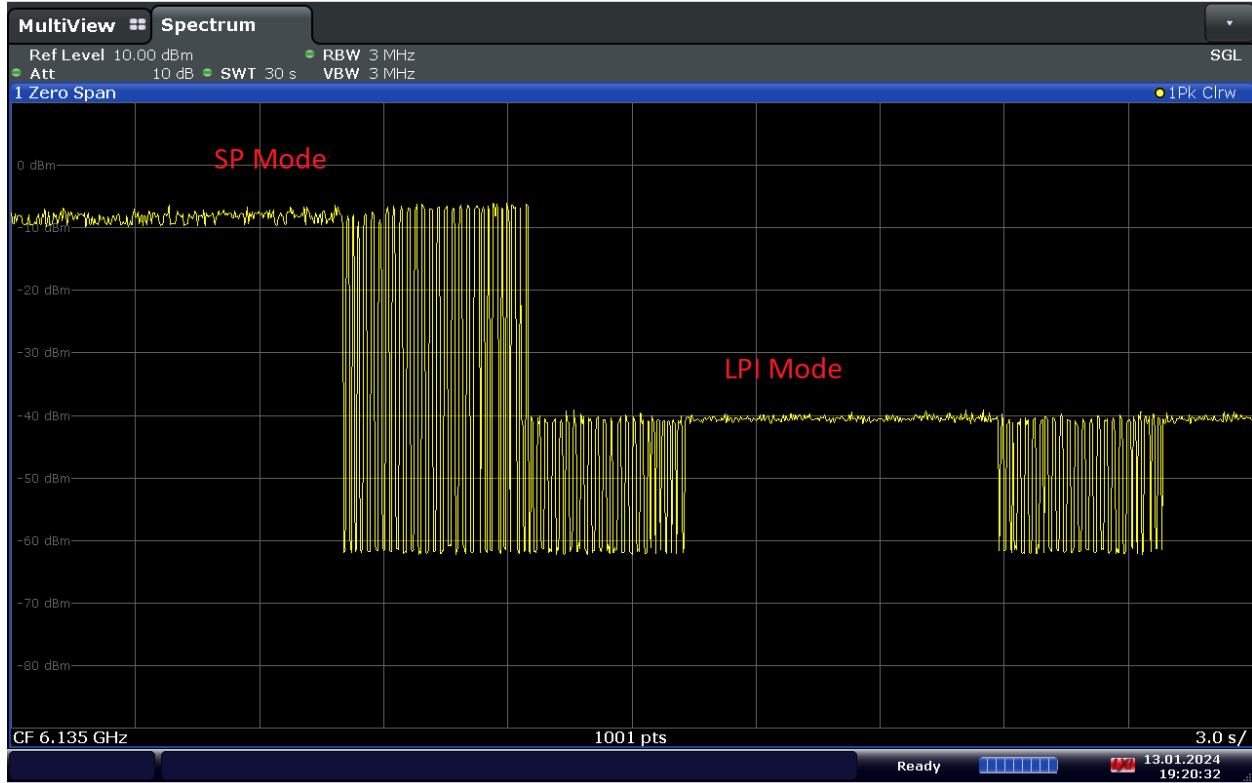 MultiView Spectrum
Ref Level 10.00 dBm RBW 3 MHz SGL
Att 10 dB SWT 30 s VBW 3 MHz
1 Zero Span 1Pk Clrw
SP Mode
0 dBm
-10 dBm
-20 dBm
-30 dBm
LPI Mode
-40 dBm
-50 dBm
-60 dBm
-70 dBm
-80 dBm
CF 6.135 GHz 1001 pts 3.0 s/
Ready LXI 13.01.2024
19:20:32